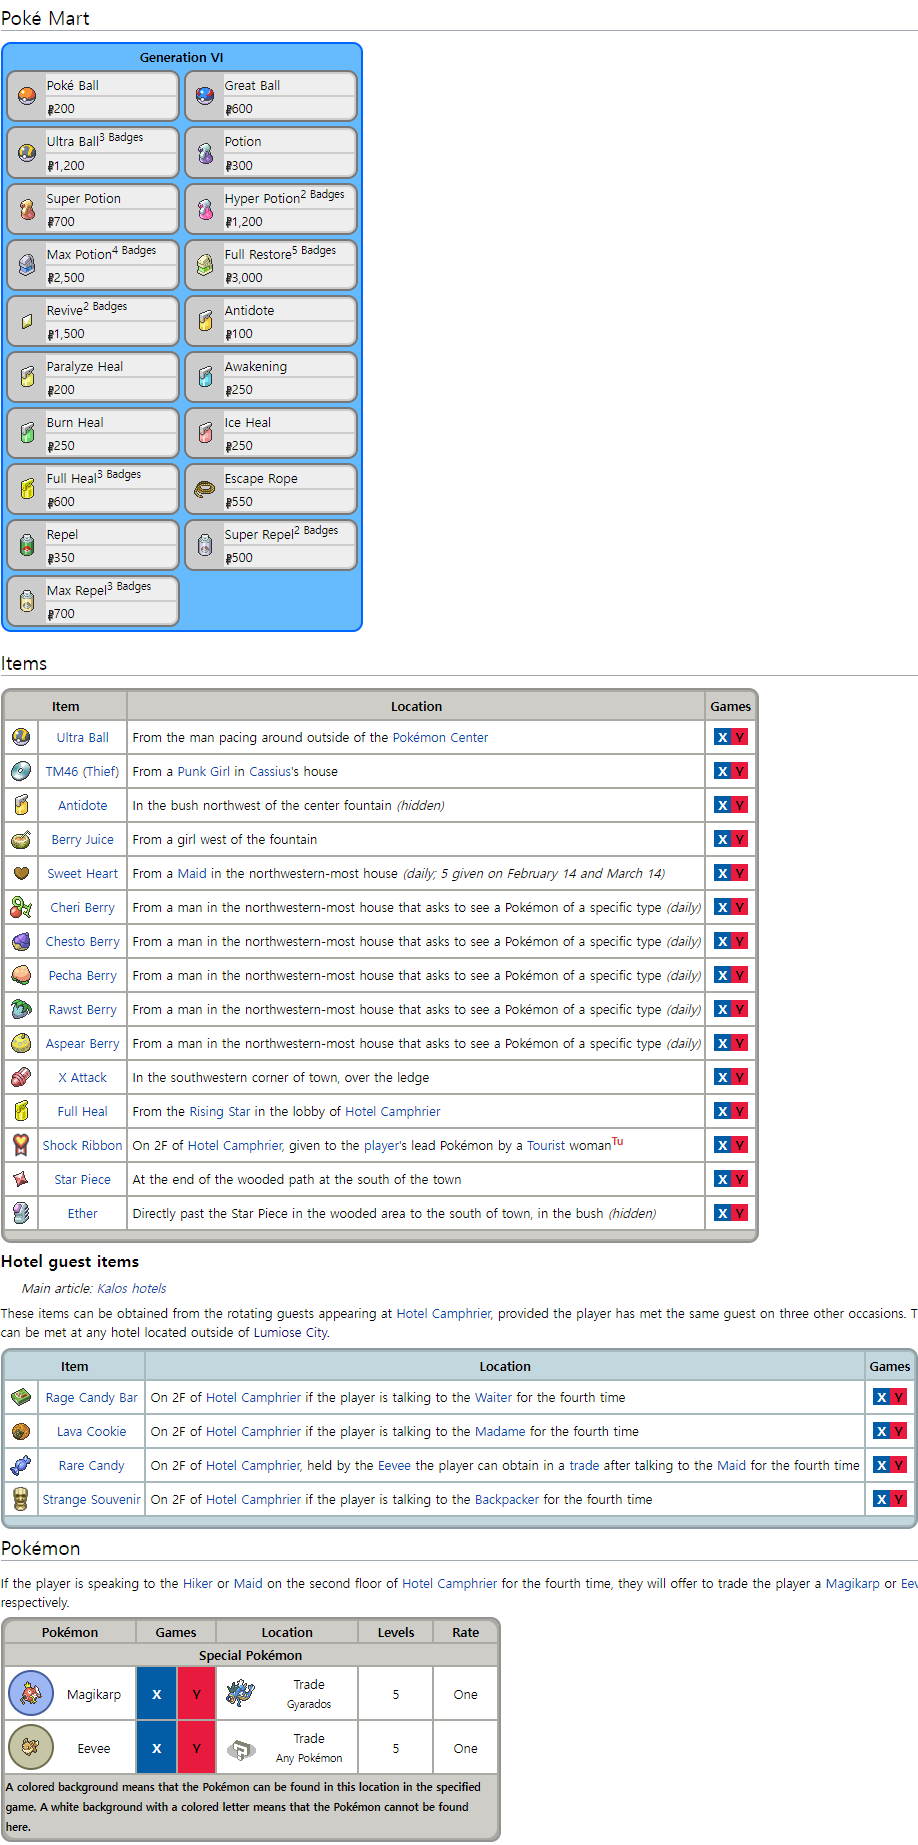 Poké Mart
Generation VI
Poké Ball Great Ball
₽200 ₽600
Ultra Ball3 Badges Potion
₽1,200 ₽300
Super Potion Hyper Potion2 Badges
₽700 ₽1,200
Max Potion4 Badges Full Restore5 Badges
₽2,500 ₽3,000
Revive2 Badges Antidote
₽1,500 ₽100
Paralyze Heal Awakening
₽200 ₽250
Burn Heal Ice Heal
₽250 ₽250
Full Heal3 Badges Escape Rope
₽600 ₽550
Repel Super Repel2 Badges
₽350 ₽500
Max Repel3 Badges
₽700
Items
Item Location Games
Ultra Ball From the man pacing around outside of the Pokémon Center X Y
TM46 (Thief) From a Punk Girl in Cassius's house X Y
Antidote In the bush northwest of the center fountain (hidden) X Y
Berry Juice From a girl west of the fountain X Y
Sweet Heart From a Maid in the northwestern-most house (daily; 5 given on February 14 and March 14) X Y
Cheri Berry From a man in the northwestern-most house that asks to see a Pokémon of a specific type (daily) X Y
Chesto Berry From a man in the northwestern-most house that asks to see a Pokémon of a specific type (daily) X Y
Pecha Berry From a man in the northwestern-most house that asks to see a Pokémon of a specific type (daily) X Y
Rawst Berry From a man in the northwestern-most house that asks to see a Pokémon of a specific type (daily) X Y
Aspear Berry From a man in the northwestern-most house that asks to see a Pokémon of a specific type (daily) X Y
X Attack In the southwestern corner of town, over the ledge X Y
Full Heal From the Rising Star in the lobby of Hotel Camphrier X Y
Shock Ribbon On 2F of Hotel Camphrier, given to the player's lead Pokémon by a Tourist womanTu X Y
Star Piece At the end of the wooded path at the south of the town X Y
Ether Directly past the Star Piece in the wooded area to the south of town, in the bush (hidden) X Y
Hotel guest items
Main article: Kalos hotels
These items can be obtained from the rotating guests appearing at Hotel Camphrier, provided the player has met the same guest on three other occasions. T
can be met at any hotel located outside of Lumiose City.
Item Location Games
Rage Candy Bar On 2F of Hotel Camphrier if the player is talking to the Waiter for the fourth time X Y
Lava Cookie On 2F of Hotel Camphrier if the player is talking to the Madame for the fourth time X Y
Rare Candy On 2F of Hotel Camphrier, held by the Eevee the player can obtain in a trade after talking to the Maid for the fourth time X Y
Strange Souvenir On 2F of Hotel Camphrier if the player is talking to the Backpacker for the fourth time X Y
Pokémon
If the player is speaking to the Hiker or Maid on the second floor of Hotel Camphrier for the fourth time, they will offer to trade the player a Magikarp or Eev
respectively.
Pokémon Games Location Levels Rate
Special Pokémon
Magikarp X Y Trade Gyarados 5 One
Eevee X Y Trade Any Pokémon 5 One
A colored background means that the Pokémon can be found in this location in the specified
game. A white background with a colored letter means that the Pokémon cannot be found
here.